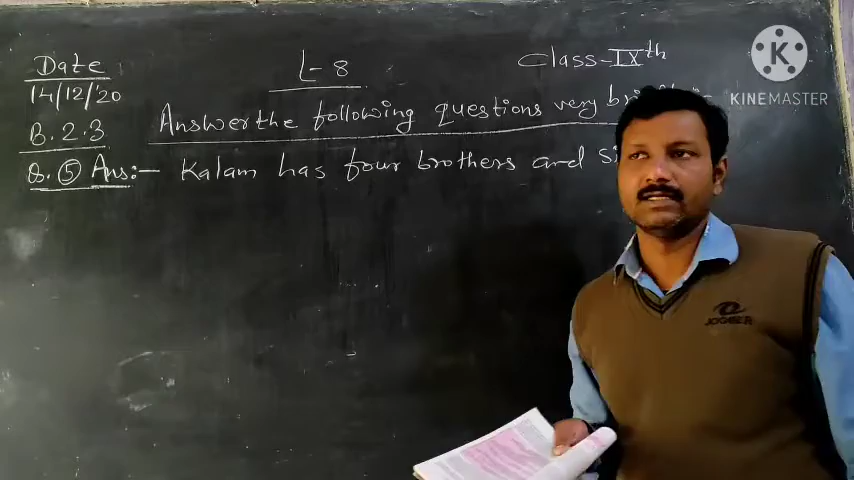 Date
L-8
Class-IXth
14/12/20
B.2.3
Answer the following questions very
Q. ⑤ Ans:- Kalam has four brothers and
KINEMASTER
JOGGER